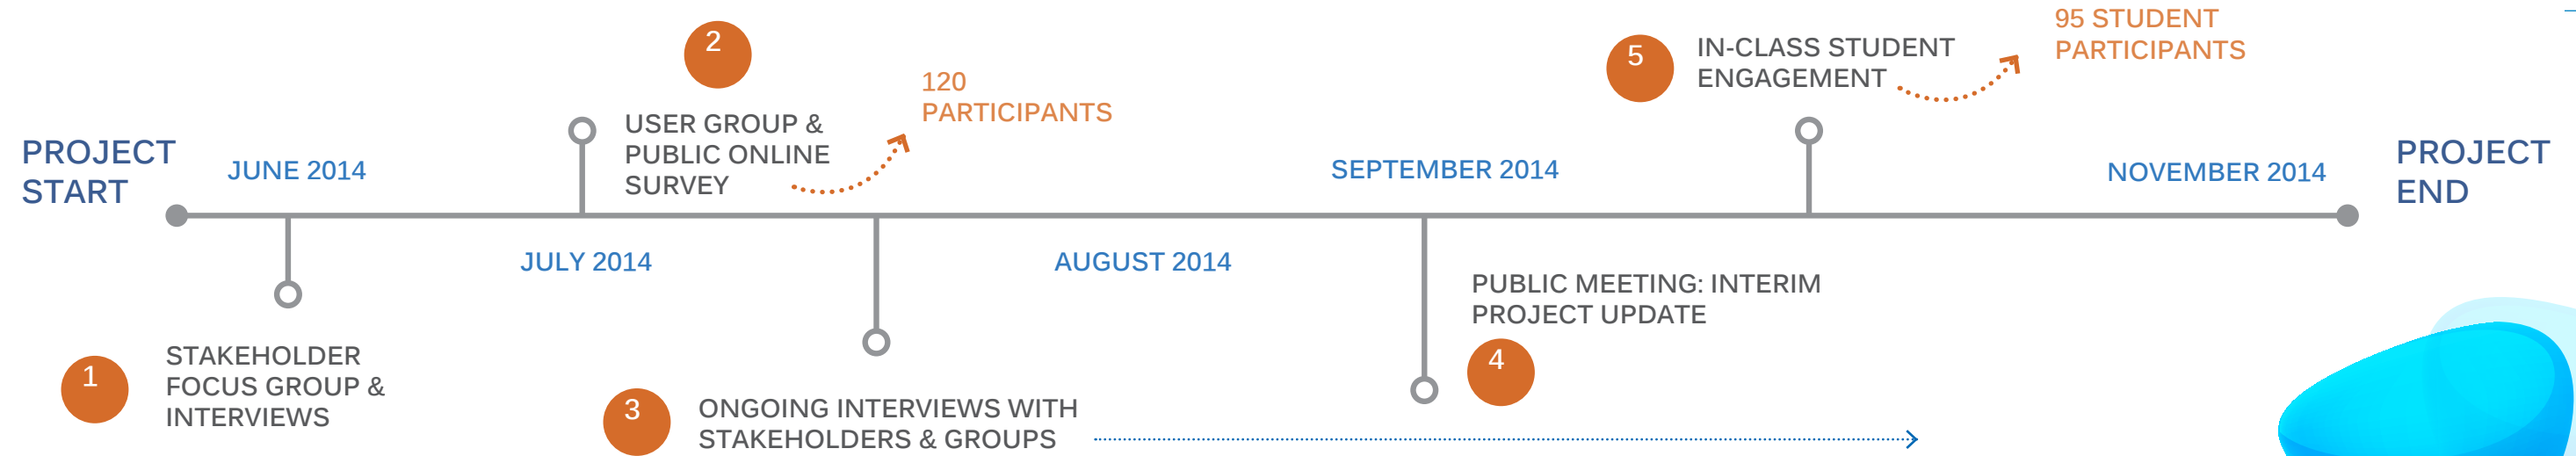 PROJECT
START
JUNE 2014
1
STAKEHOLDER
FOCUS GROUP &
INTERVIEWS
2
USER GROUP &
PUBLIC ONLINE
SURVEY
120
PARTICIPANTS
JULY 2014
3
ONGOING INTERVIEWS WITH
STAKEHOLDERS & GROUPS
AUGUST 2014
SEPTEMBER 2014
PUBLIC MEETING: INTERIM
PROJECT UPDATE
4
5
IN-CLASS STUDENT
ENGAGEMENT
95 STUDENT
PARTICIPANTS
NOVEMBER 2014
PROJECT
END